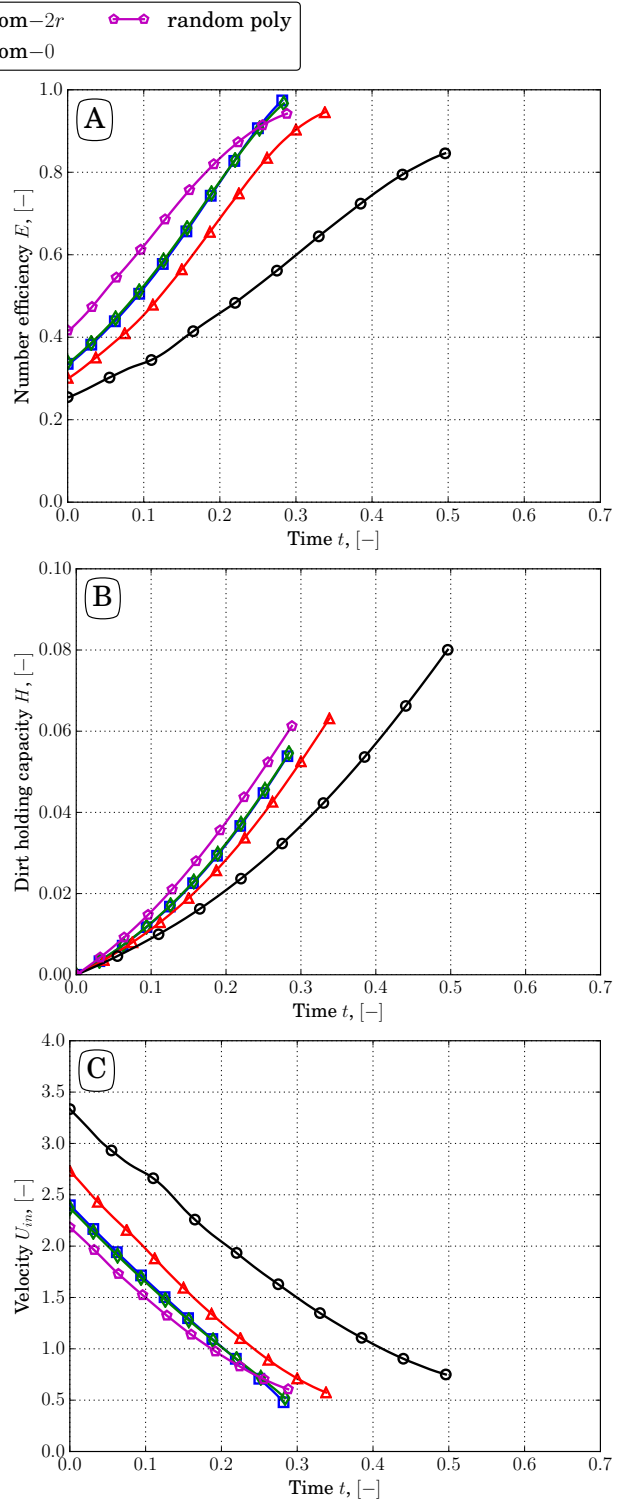 om−2r random poly
om−0
A
1.0
0.8
0.6
0.4
0.2
0.0
Number efficiency E, [−]
0.0 0.1 0.2 0.3 0.4 0.5 0.6 0.7
Time t, [−]
B
0.10
0.08
0.06
0.04
0.02
0.00
Dirt holding capacity H, [−]
0.0 0.1 0.2 0.3 0.4 0.5 0.6 0.7
Time t, [−]
C
4.0
3.5
3.0
2.5
2.0
1.5
1.0
0.5
0.0
Velocity U_in, [−]
0.0 0.1 0.2 0.3 0.4 0.5 0.6 0.7
Time t, [−]